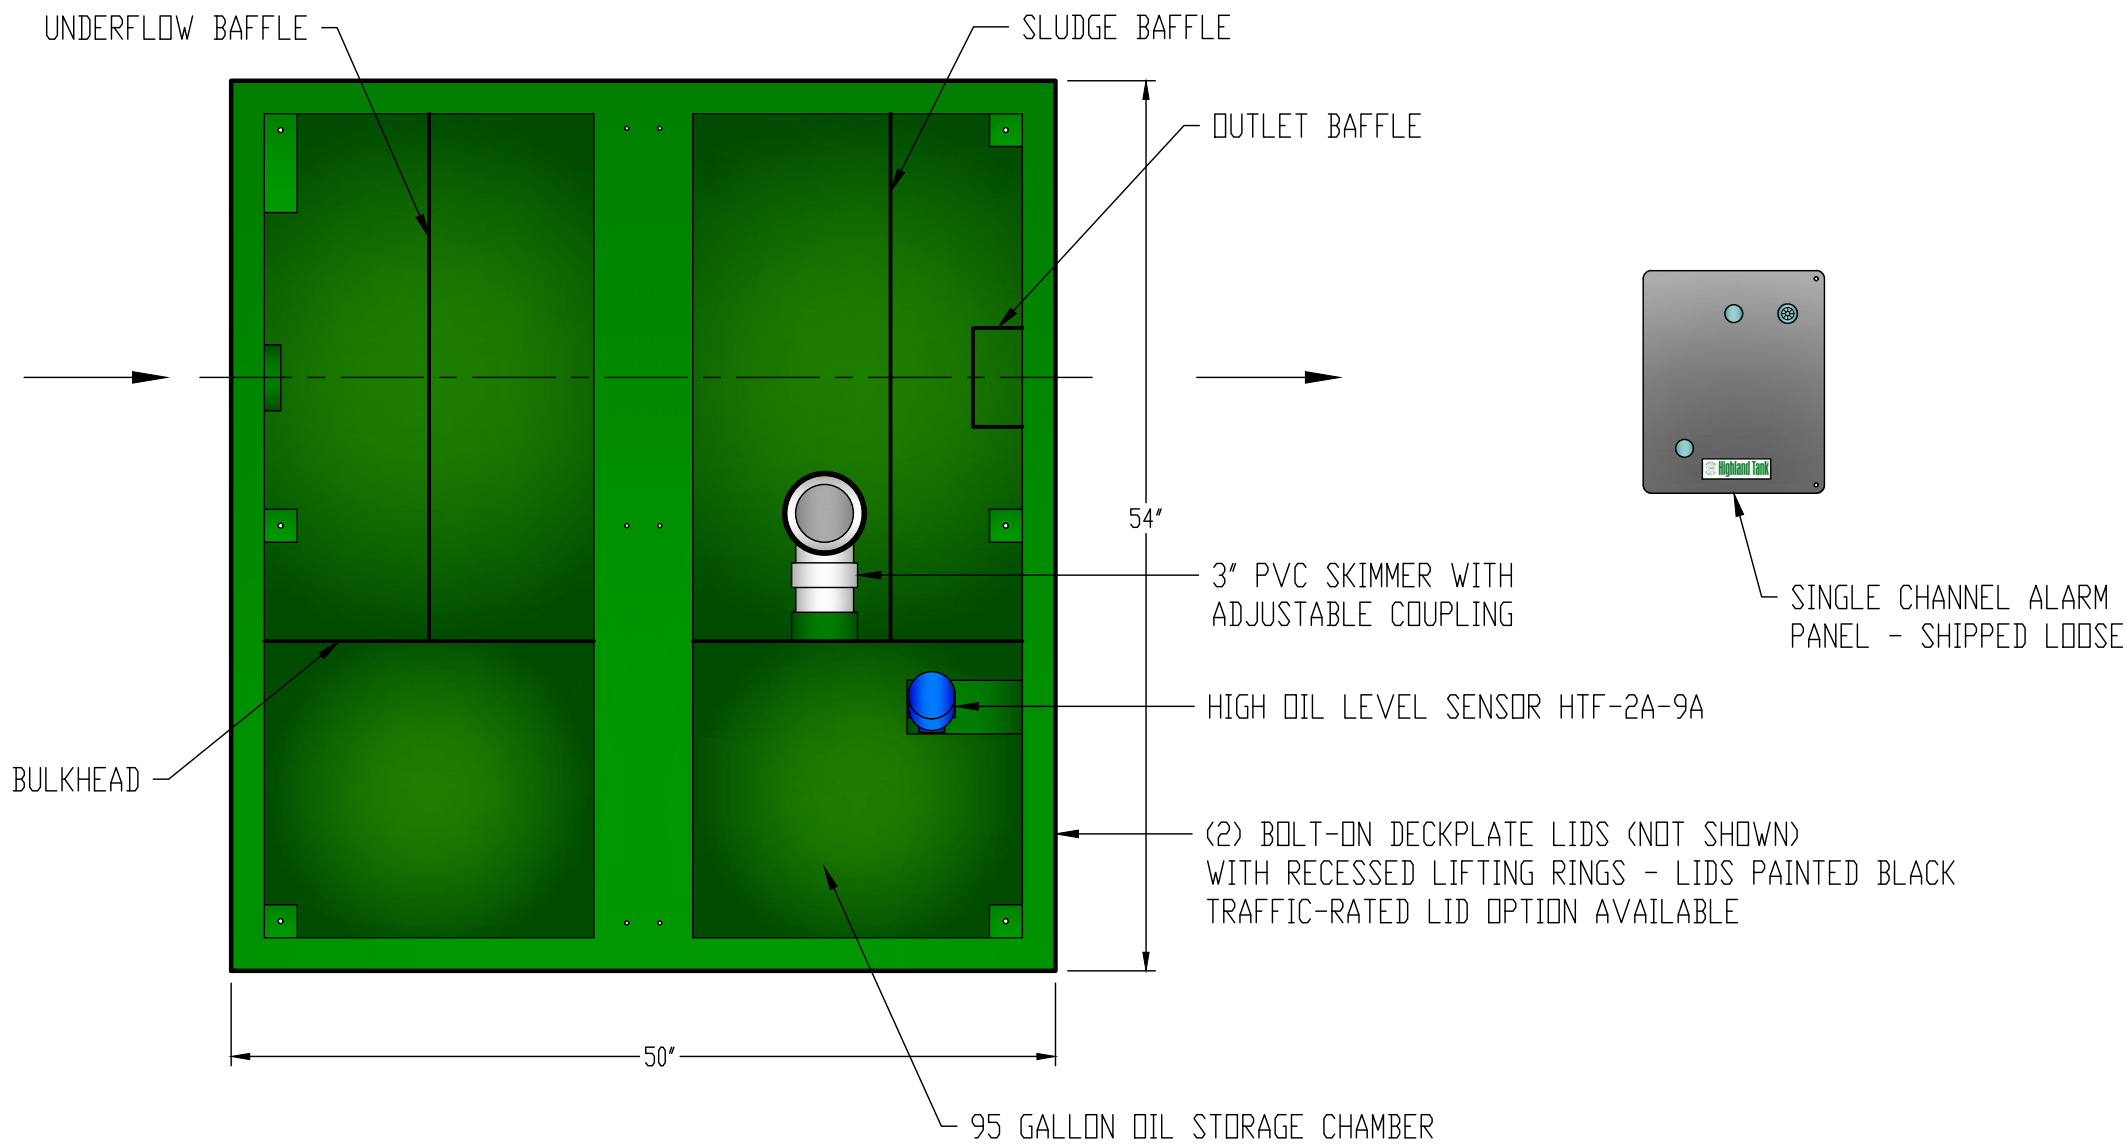 UNDERFLOW BAFFLE
SLUDGE BAFFLE
OUTLET BAFFLE
54"
3" PVC SKIMMER WITH
ADJUSTABLE COUPLING
Highland Tank
SINGLE CHANNEL ALARM
PANEL - SHIPPED LOOSE
HIGH OIL LEVEL SENSOR HTF-2A-9A
BULKHEAD
(2) BOLT-ON DECKPLATE LIDS (NOT SHOWN)
WITH RECESSED LIFTING RINGS - LIDS PAINTED BLACK
TRAFFIC-RATED LID OPTION AVAILABLE
50"
95 GALLON OIL STORAGE CHAMBER